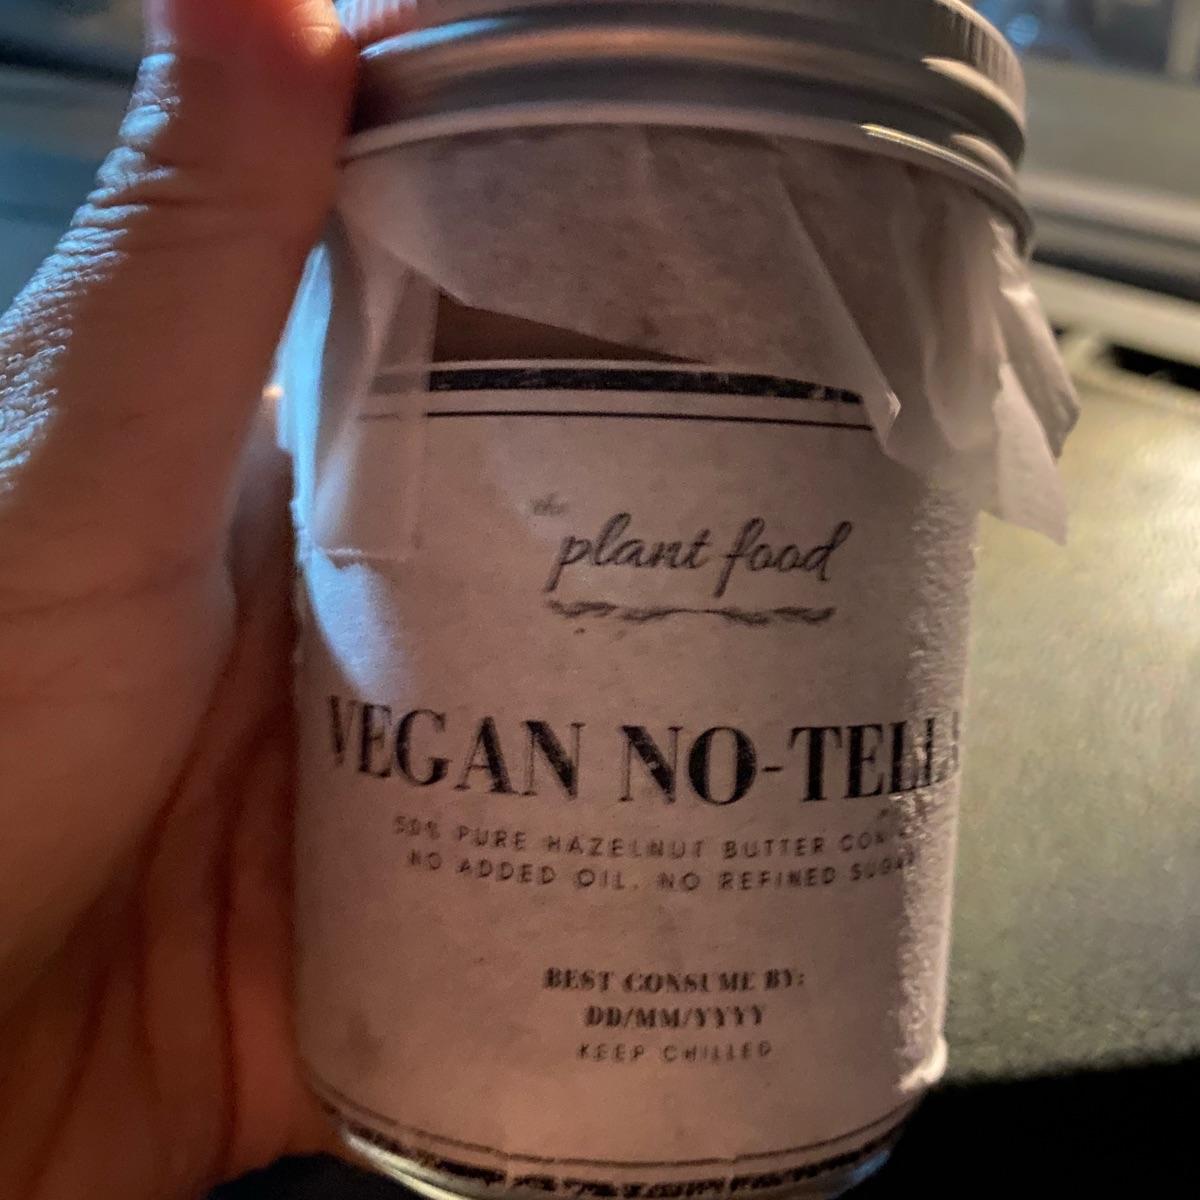 the
plant food
VEGAN NO-TELL
50% PURE HAZELNUT BUTTER
NO ADDED OIL. NO REFINED SUGAR
BEST CONSUME BY:
DD/MM/YYYY
KEEP CHILLED